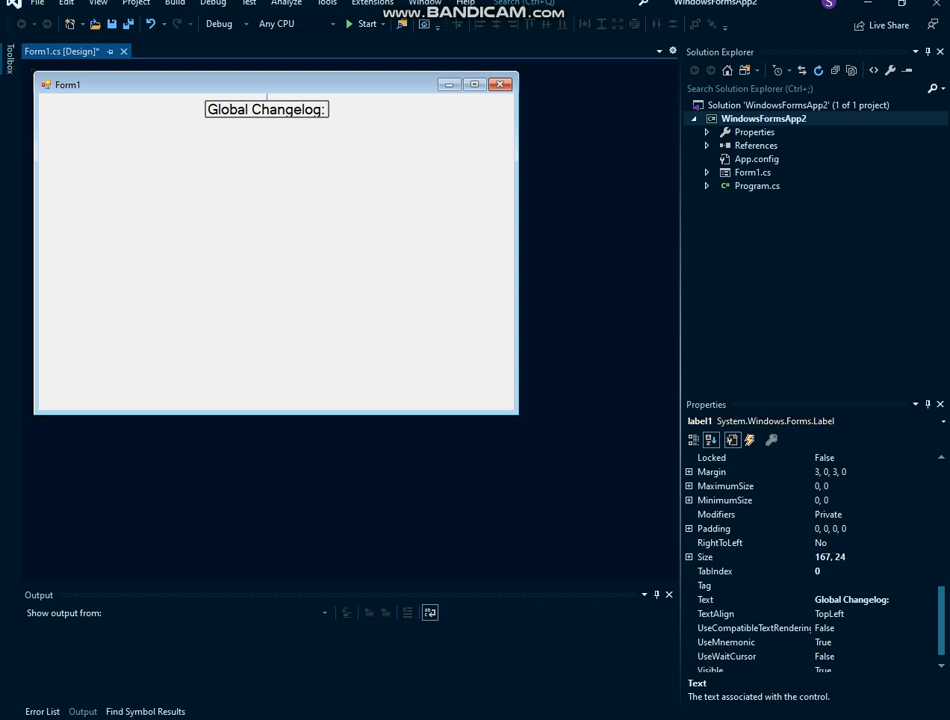 File Edit View Project Build Debug Test Analyze Tools Extensions Window Help Search (Ctrl+Q) WindowsFormsApp2 S
www.BANDICAM.com
Debug Any CPU Start Live Share
Toolbox
Form1.cs [Design]*
Form1
Global Changelog:
Solution Explorer
Search Solution Explorer (Ctrl+;)
Solution 'WindowsFormsApp2' (1 of 1 project)
C# WindowsFormsApp2
Properties
References
App.config
Form1.cs
C# Program.cs
Properties
label1 System.Windows.Forms.Label
Locked False
Margin 3, 0, 3, 0
MaximumSize 0, 0
MinimumSize 0, 0
Modifiers Private
Padding 0, 0, 0, 0
RightToLeft No
Size 167, 24
TabIndex 0
Tag
Text Global Changelog:
TextAlign TopLeft
UseCompatibleTextRendering False
UseMnemonic True
UseWaitCursor False
Visible True
Text
The text associated with the control.
Output
Show output from:
Error List Output Find Symbol Results